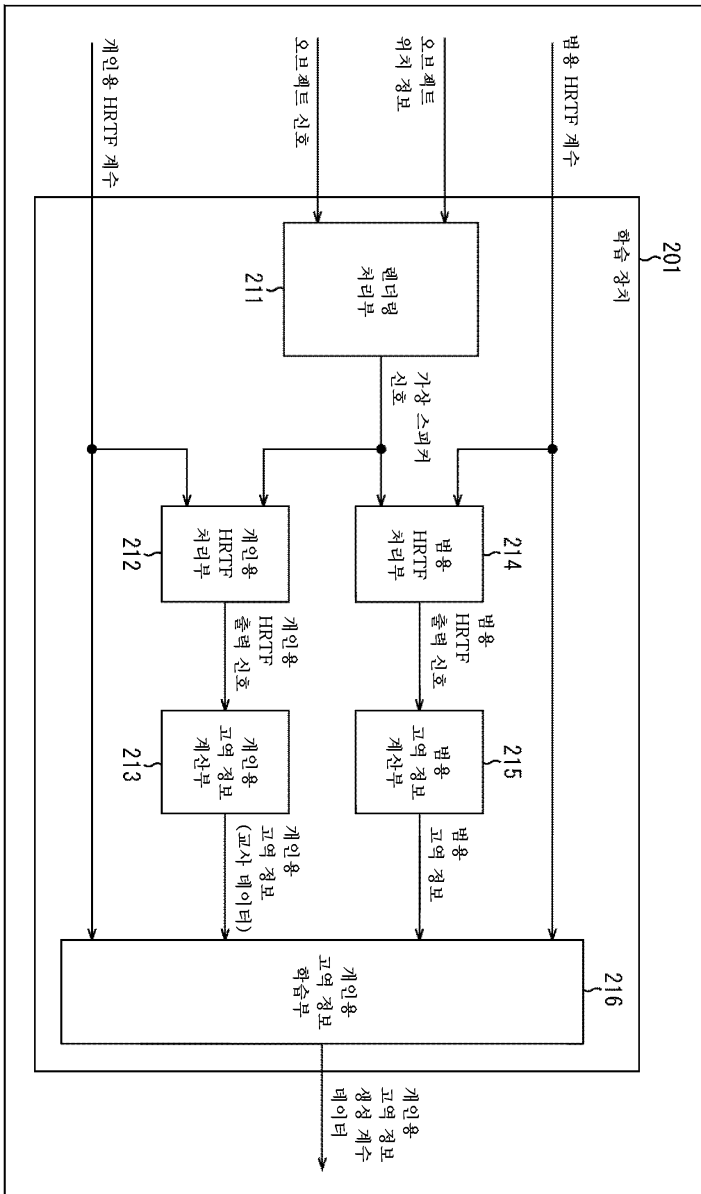 201
학습 장치
범용 HRTF 계수
오브젝트
위치 정보
오브젝트 신호
개인용 HRTF 계수
렌더링
처리부
211
가상 스피커
신호
범용
HRTF
처리부
214
범용
HRTF
출력 신호
범용
고역 정보
계산부
215
범용
고역 정보
개인용
HRTF
처리부
212
개인용
HRTF
출력 신호
개인용
고역 정보
계산부
213
개인용
고역 정보
(교사 데이터)
216
개인용
고역 정보
학습부
개인용
고역 정보
생성 계수
데이터